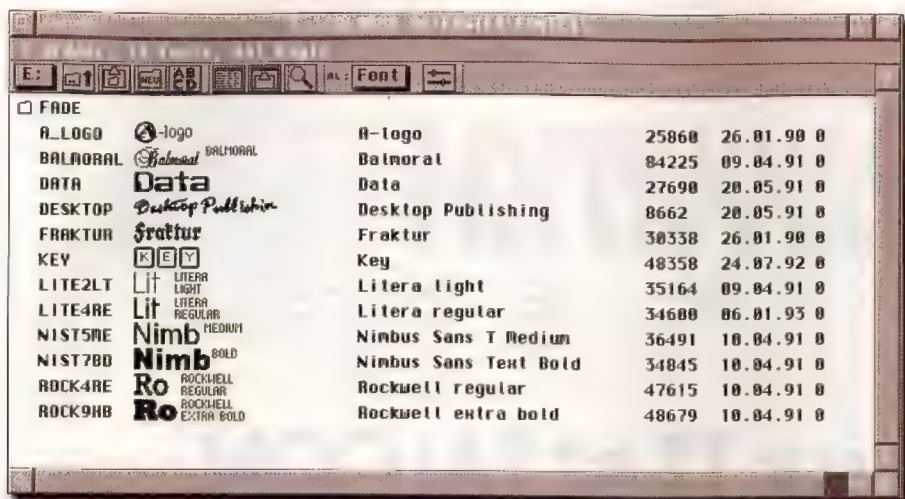 E: NEU AB CD AL: Font
FADE
A_LOGO A-logo A-logo 25860 26.01.90 0
BALMORAL Balmoral BALMORAL Balmoral 84225 09.04.91 0
DATA Data Data 27690 20.05.91 0
DESKTOP Desktop Publishin Desktop Publishing 8662 20.05.91 0
FRAKTUR Fraktur Fraktur 30338 26.01.90 0
KEY KEY Key 48358 24.07.92 0
LITE2LT Lit LITERA LIGHT Litera light 35164 09.04.91 0
LITE4RE Lit LITERA REGULAR Litera regular 34600 06.01.93 0
NIST5ME Nimb MEDIUM Nimbus Sans T Medium 36491 10.04.91 0
NIST7BD Nimb BOLD Nimbus Sans Text Bold 34845 10.04.91 0
ROCK4RE Ro ROCKWELL REGULAR Rockwell regular 47615 10.04.91 0
ROCK9XB Ro ROCKWELL EXTRA BOLD Rockwell extra bold 48679 10.04.91 0